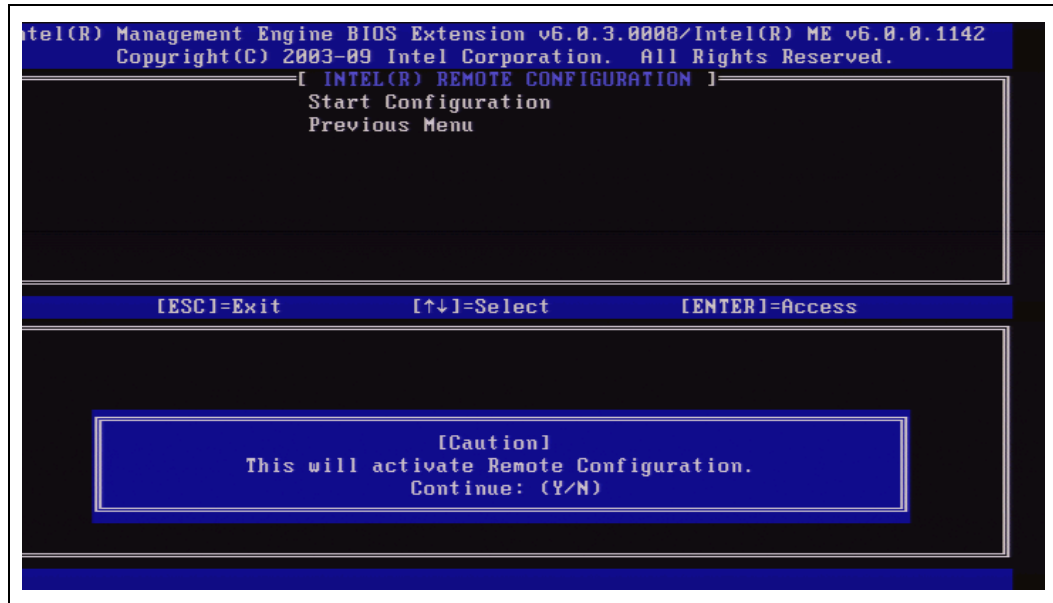 ntel(R) Management Engine BIOS Extension v6.0.3.0008/Intel(R) ME v6.0.0.1142
Copyright(C) 2003-09 Intel Corporation. All Rights Reserved.
[ INTEL(R) REMOTE CONFIGURATION ]
Start Configuration
Previous Menu
[ESC]=Exit [↑↓]=Select [ENTER]=Access
[Caution]
This will activate Remote Configuration.
Continue: (Y/N)